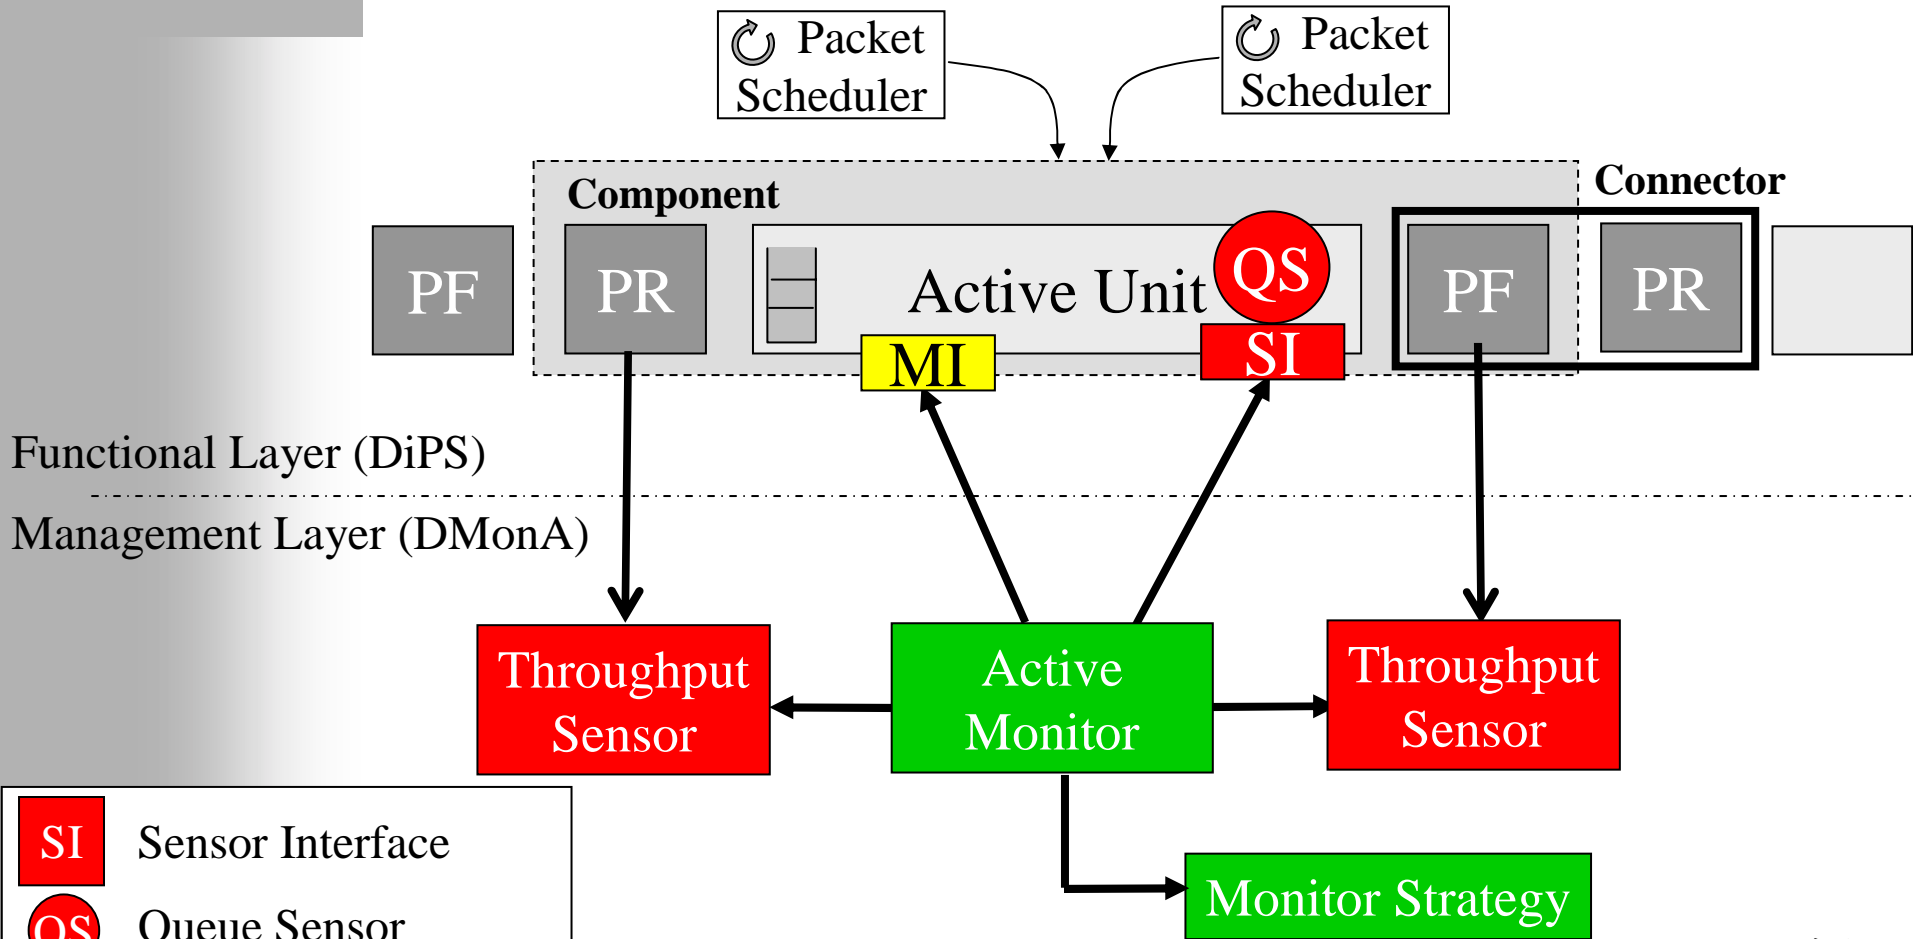 Packet
Scheduler
Packet
Scheduler
Component
Connector
PF
PR
Active Unit
QS
PF
PR
MI
SI
Functional Layer (DiPS)
Management Layer (DMonA)
Throughput
Sensor
Active
Monitor
Throughput
Sensor
SI Sensor Interface
QS Queue Sensor
Monitor Strategy